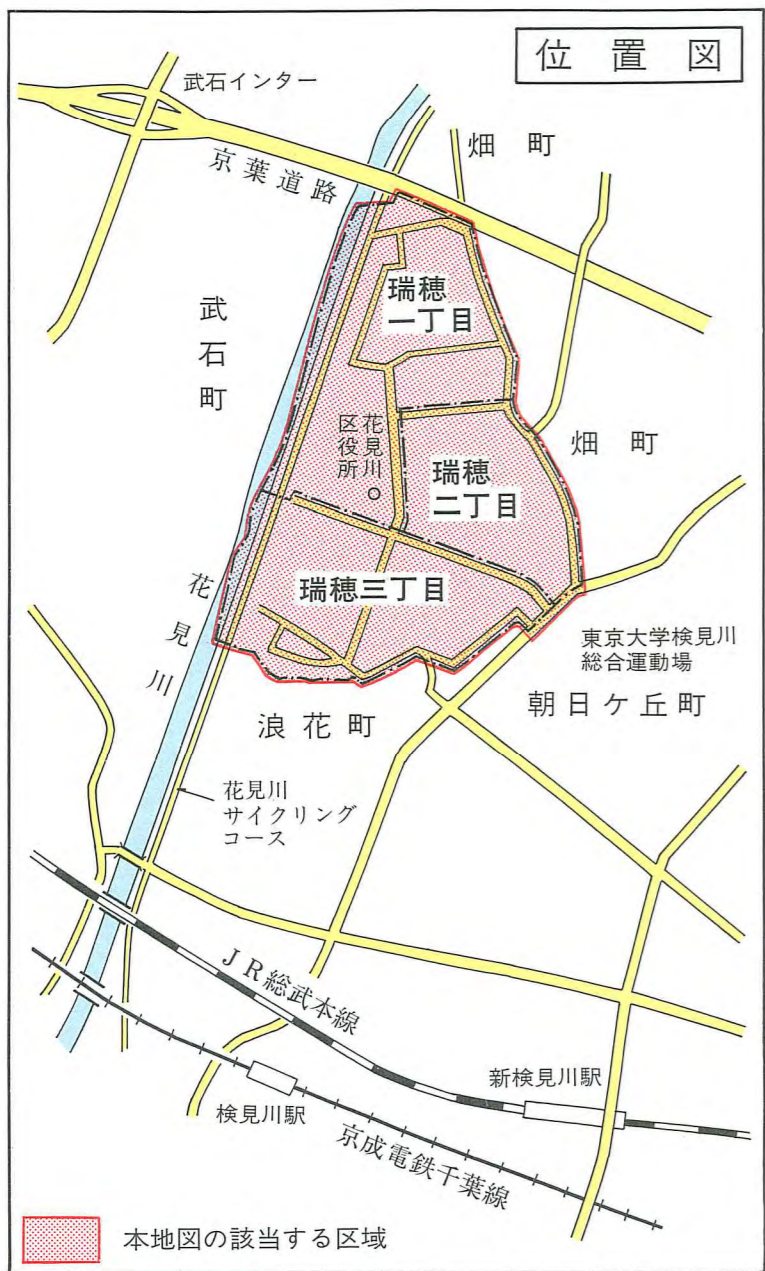 位置図
武石インター
畑町
京葉道路
瑞穂
一丁目
武石町
花見川
区役所
畑町
瑞穂
二丁目
瑞穂三丁目
花見川
東京大学検見川
総合運動場
朝日ケ丘町
浪花町
花見川
サイクリング
コース
JR総武本線
新検見川駅
検見川駅
京成電鉄千葉線
本地図の該当する区域